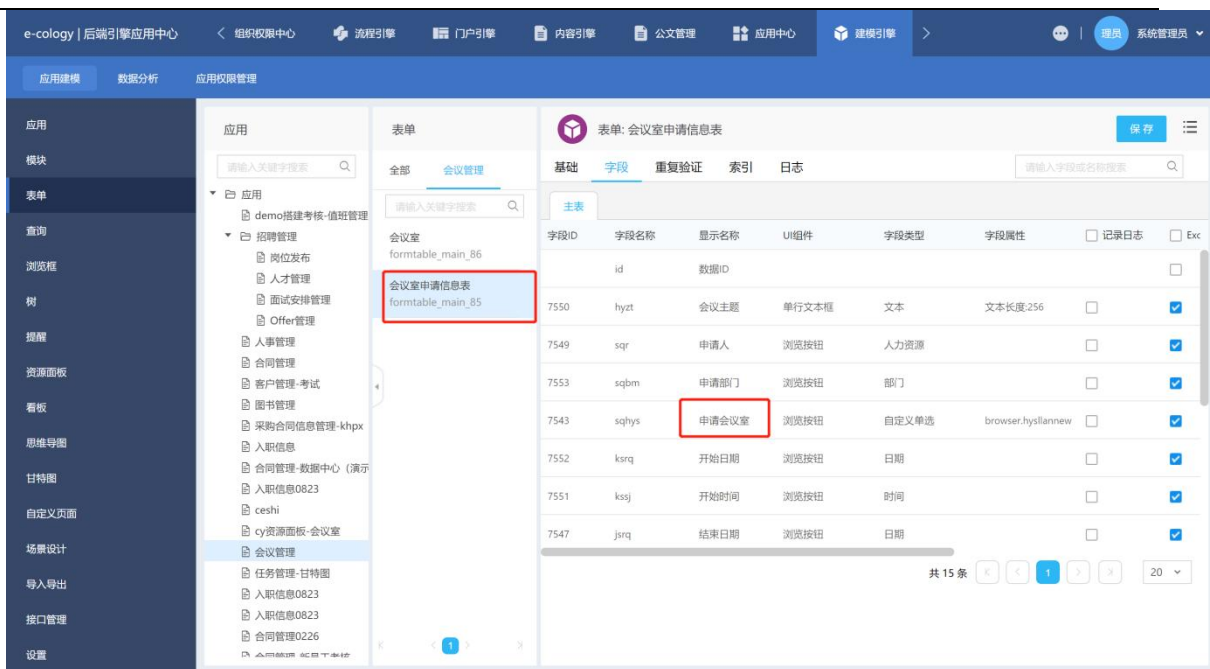 e-cology | 后端引擎应用中心 组织权限中心 流程引擎 门户引擎 内容引擎 公文管理 应用中心 建模引擎 理员 系统管理员
应用建模 数据分析 应用权限管理
应用
模块
表单
查询
浏览框
树
提醒
资源面板
看板
思维导图
甘特图
自定义页面
场景设计
导入导出
接口管理
设置
应用
请输入关键字搜索
应用
demo搭建考核-值班管理
招聘管理
岗位发布
人才管理
面试安排管理
Offer管理
人事管理
合同管理
客户管理-考试
图书管理
采购合同信息管理-khpx
入职信息
合同管理-数据中心（演示
入职信息0823
ceshi
cy资源面板-会议室
会议管理
任务管理-甘特图
入职信息0823
入职信息0823
合同管理0226
表单
全部 会议管理
请输入关键字搜索
会议室
formtable_main_86
会议室申请信息表
formtable_main_85
1
表单: 会议室申请信息表 保存
基础 字段 重复验证 索引 日志 请输入字段或名称搜索
主表
字段ID 字段名称 显示名称 UI组件 字段类型 字段属性 记录日志 Exc
id 数据ID
7550 hyzt 会议主题 单行文本框 文本 文本长度:256
7549 sqr 申请人 浏览按钮 人力资源
7553 sqbm 申请部门 浏览按钮 部门
7543 sqhys 申请会议室 浏览按钮 自定义单选 browser.hysllannew
7552 ksrq 开始日期 浏览按钮 日期
7551 kssj 开始时间 浏览按钮 时间
7547 jsrq 结束日期 浏览按钮 日期
共 15 条 1 20